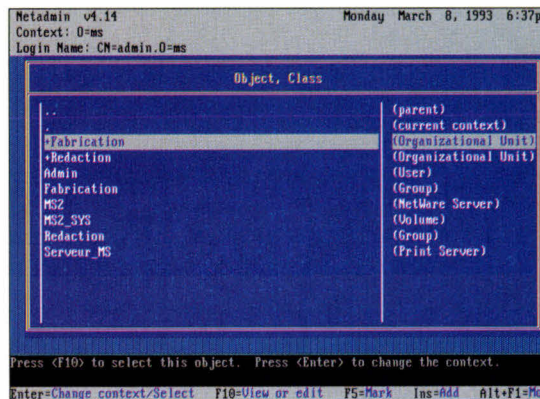 Netadmin v4.14 Monday March 8, 1993 6:37p
Context: O=ms
Login Name: CN=admin.O=ms
Object, Class
.. (parent)
. (current context)
+Fabrication (Organizational Unit)
+Redaction (Organizational Unit)
Admin (User)
Fabrication (Group)
MS2 (NetWare Server)
MS2_SYS (Volume)
Redaction (Group)
Serveur_MS (Print Server)
Press <F10> to select this object. Press <Enter> to change the context.
Enter=Change context/Select F10=View or edit F5=Mark Ins=Add Alt+F1=Mo